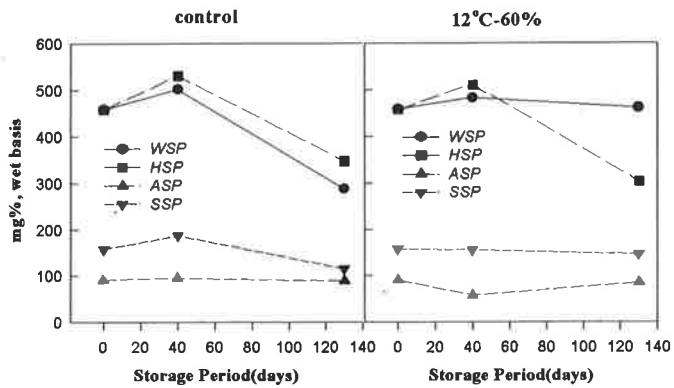 control
12°C-60%
mg%, wet basis
600
500
400
300
200
100
0
WSP
HSP
ASP
SSP
WSP
HSP
ASP
SSP
0 20 40 60 80 100 120 140
0 20 40 60 80 100 120 140
Storage Period(days)
Storage Period(days)